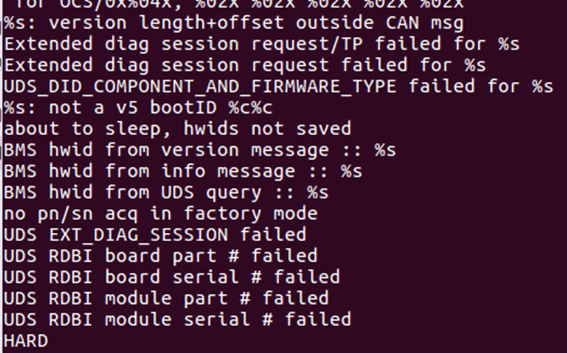 for OCS/0x%04x, %02x %02x %02x %02x
%s: version length+offset outside CAN msg
Extended diag session request/TP failed for %s
Extended diag session request failed for %s
UDS_DID_COMPONENT_AND_FIRMWARE_TYPE failed for %s
%s: not a v5 bootID %c%c
about to sleep, hwids not saved
BMS hwid from version message :: %s
BMS hwid from info message :: %s
BMS hwid from UDS query :: %s
no pn/sn acq in factory mode
UDS EXT_DIAG_SESSION failed
UDS RDBI board part # failed
UDS RDBI board serial # failed
UDS RDBI module part # failed
UDS RDBI module serial # failed
HARD